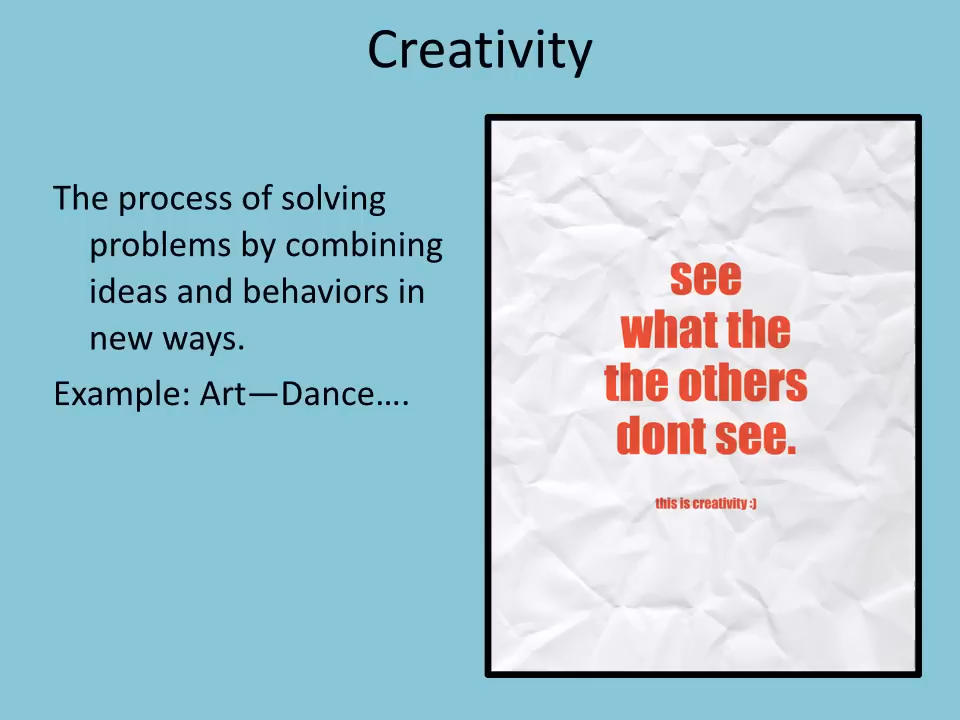 Creativity
The process of solving
problems by combining
ideas and behaviors in
new ways.
Example: Art—Dance….
see
what the
the others
dont see.
this is creativity :)